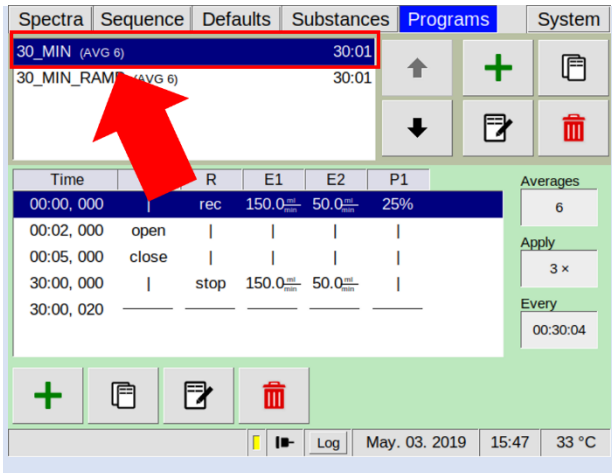 Spectra Sequence Defaults Substances Programs System
30_MIN (AVG 6) 30:01
30_MIN_RAMP (AVG 6) 30:01
Time R E1 E2 P1
00:00, 000 | rec 150.0 ml/min 50.0 ml/min 25%
00:02, 000 open | | | |
00:05, 000 close | | | |
30:00, 000 | stop 150.0 ml/min 50.0 ml/min |
30:00, 020
Averages
6
Apply
3 ×
Every
00:30:04
Log May. 03. 2019 15:47 33 °C